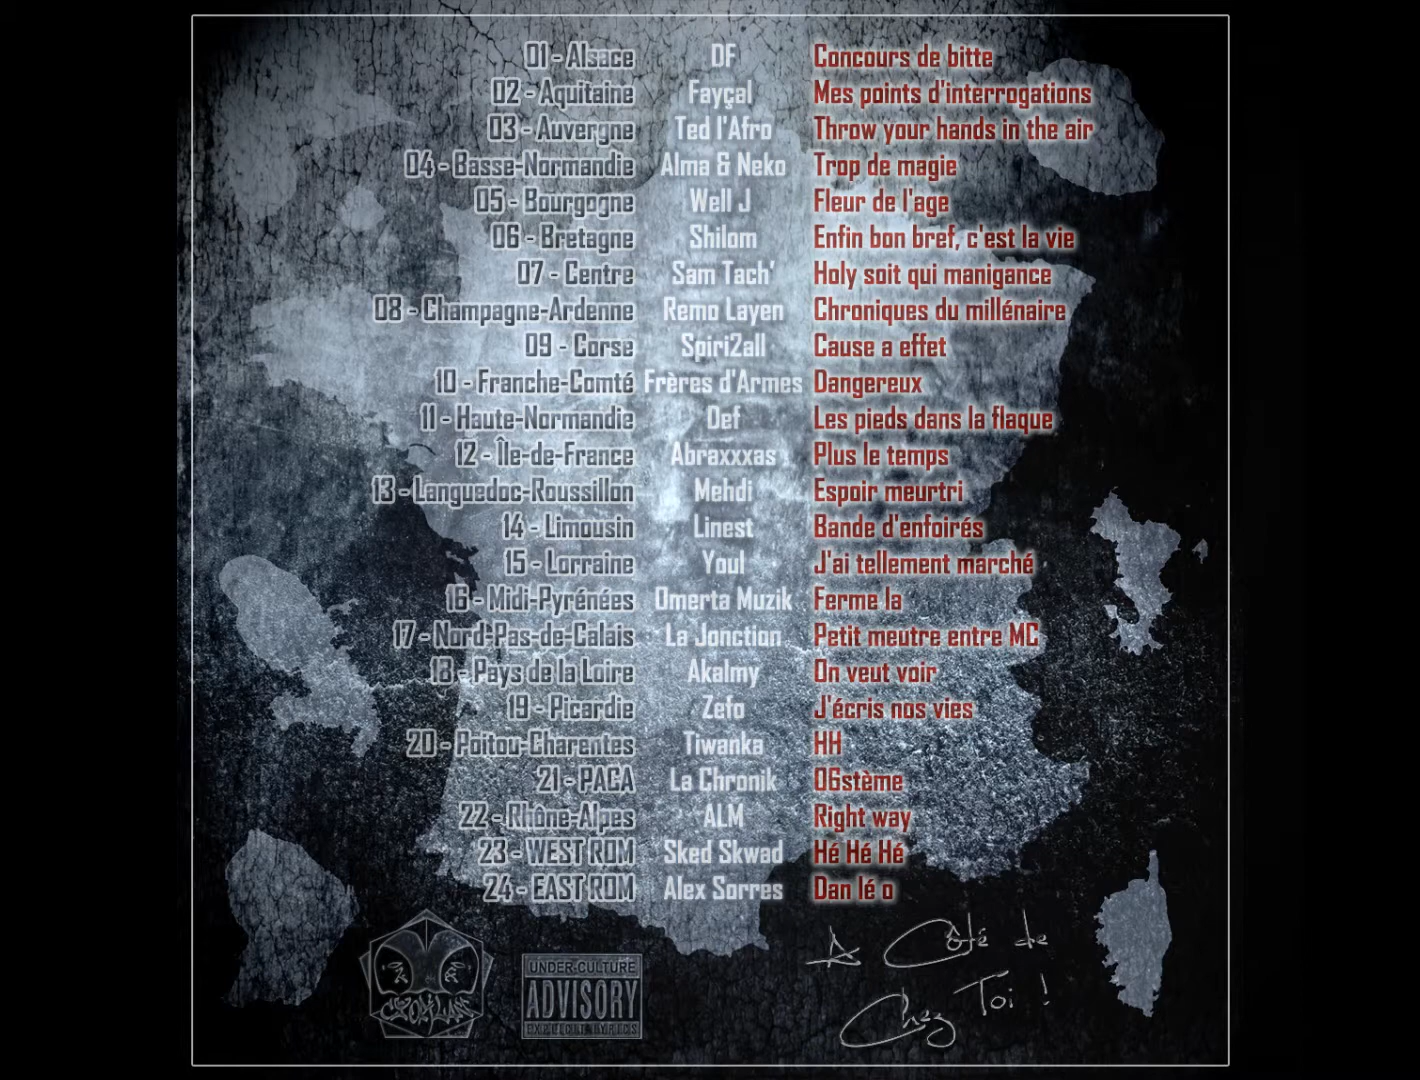 01 - Alsace DF Concours de bitte
02 - Aquitaine Fayçal Mes points d'interrogations
03 - Auvergne Ted l'Afro Throw your hands in the air
04 - Basse-Normandie Alma & Neko Trop de magie
05 - Bourgogne Well J Fleur de l'age
06 - Bretagne Shilom Enfin bon bref, c'est la vie
07 - Centre Sam Tach' Holy soit qui manigance
08 - Champagne-Ardenne Remo Layen Chroniques du millénaire
09 - Corse Spiri2all Cause a effet
10 - Franche-Comté Frères d'Armes Dangereux
11 - Haute-Normandie Def Les pieds dans la flaque
12 - Île-de-France Abraxxxas Plus le temps
13 - Languedoc-Roussillon Mehdi Espoir meurtri
14 - Limousin Linest Bande d'enfoirés
15 - Lorraine Youl J'ai tellement marché
16 - Midi-Pyrénées Omerta Muzik Ferme la
17 - Nord-Pas-de-Calais La Jonction Petit meutre entre MC
18 - Pays de la Loire Akalmy On veut voir
19 - Picardie Zefo J'écris nos vies
20 - Poitou-Charentes Tiwanka HH
21 - PACA La Chronik 06stème
22 - Rhône-Alpes ALM Right way
23 - WEST ROM Sked Skwad Hé Hé Hé
24 - EAST ROM Alex Sorres Dan lé o
UNDER-CULTURE
ADVISORY
EXPLICIT LYRICS
A Côté de
Chez Toi !